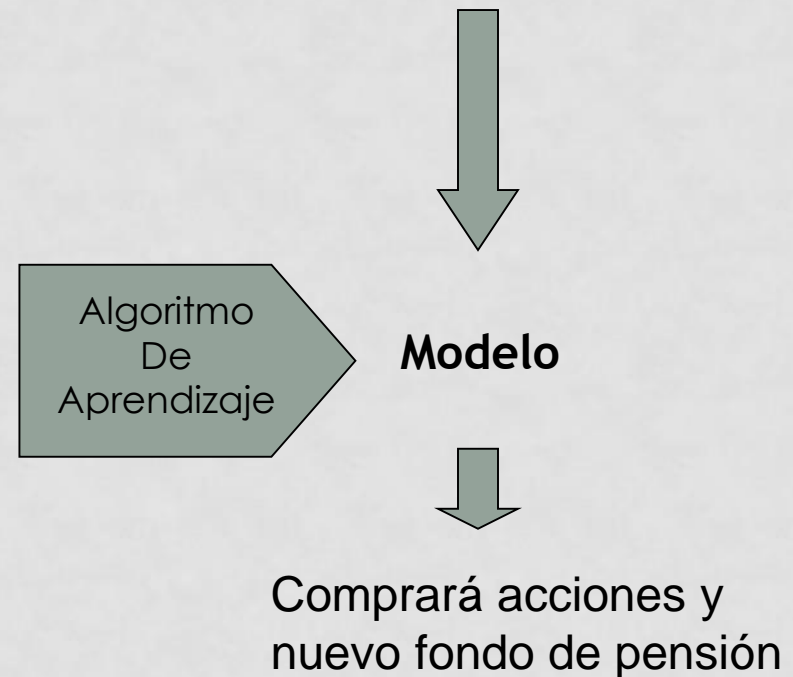 Algoritmo
De
Aprendizaje
Modelo
Comprará acciones y
nuevo fondo de pensión